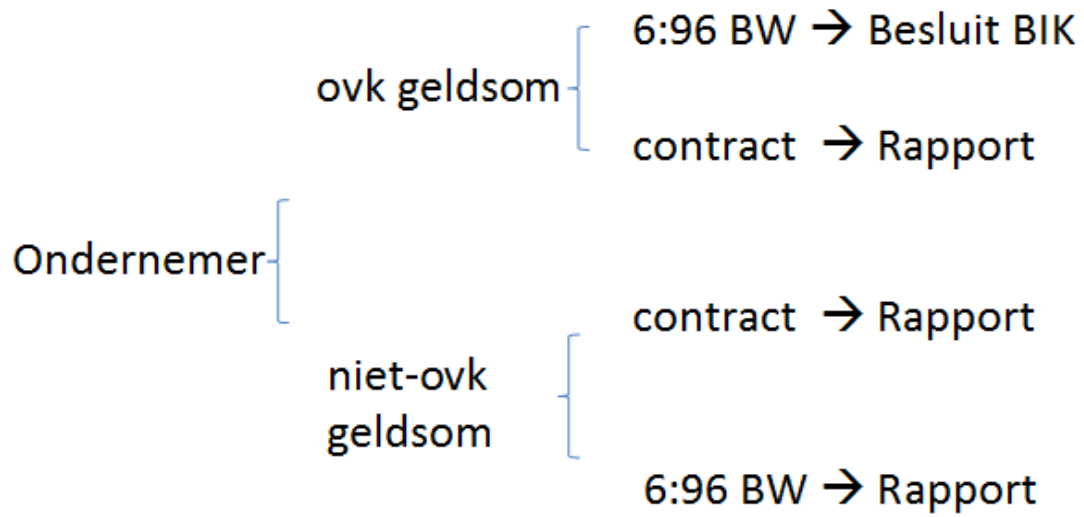 6:96 BW → Besluit BIK
ovk geldsom
contract → Rapport
Ondernemer
contract → Rapport
niet-ovk
geldsom
6:96 BW → Rapport